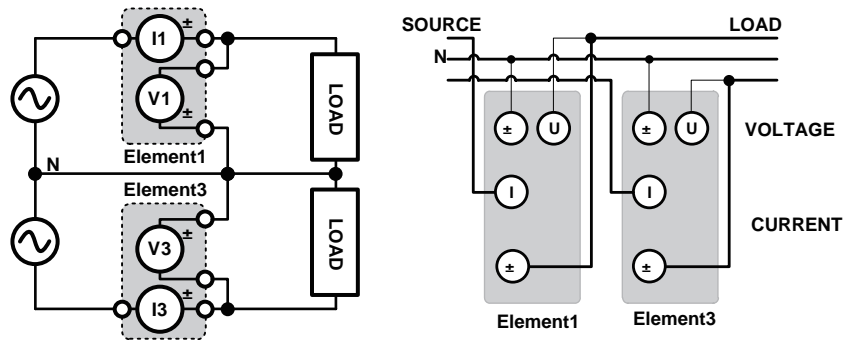 I1
±
V1
±
Element1
LOAD
N
Element3
V3
±
I3
±
LOAD
SOURCE
LOAD
N
±
U
±
U
VOLTAGE
I
I
CURRENT
±
±
Element1
Element3